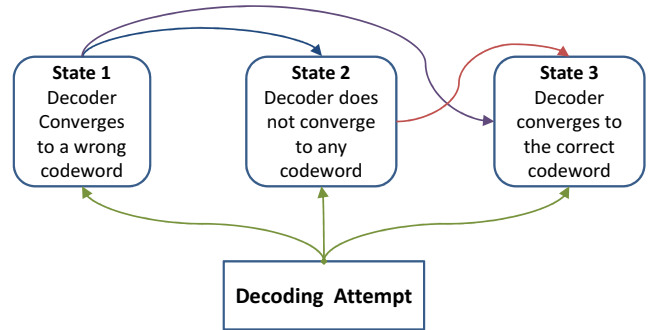 State 1
Decoder
Converges
to a wrong
codeword
State 2
Decoder does
not converge
to any
codeword
State 3
Decoder
converges to
the correct
codeword
Decoding Attempt